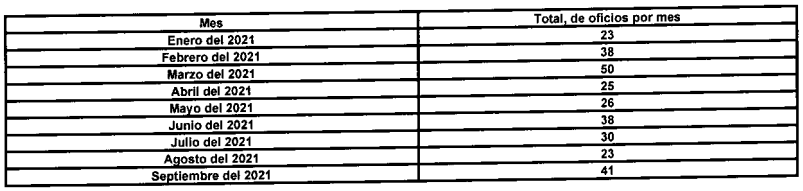 Mes Total, de oficios por mes
Enero del 2021 23
Febrero del 2021 38
Marzo del 2021 50
Abril del 2021 25
Mayo del 2021 26
Junio del 2021 38
Julio del 2021 30
Agosto del 2021 23
Septiembre del 2021 41